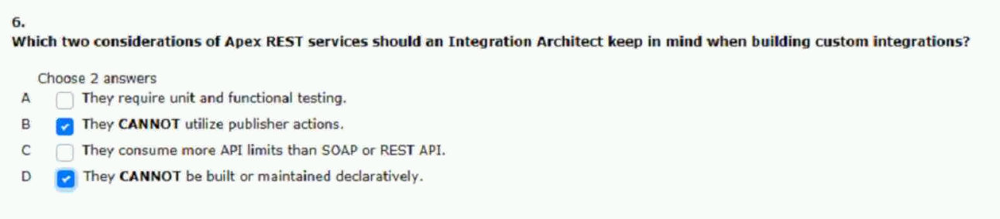 6.
Which two considerations of Apex REST services should an Integration Architect keep in mind when building custom integrations?
Choose 2 answers
A They require unit and functional testing.
B They CANNOT utilize publisher actions.
C They consume more API limits than SOAP or REST API.
D They CANNOT be built or maintained declaratively.